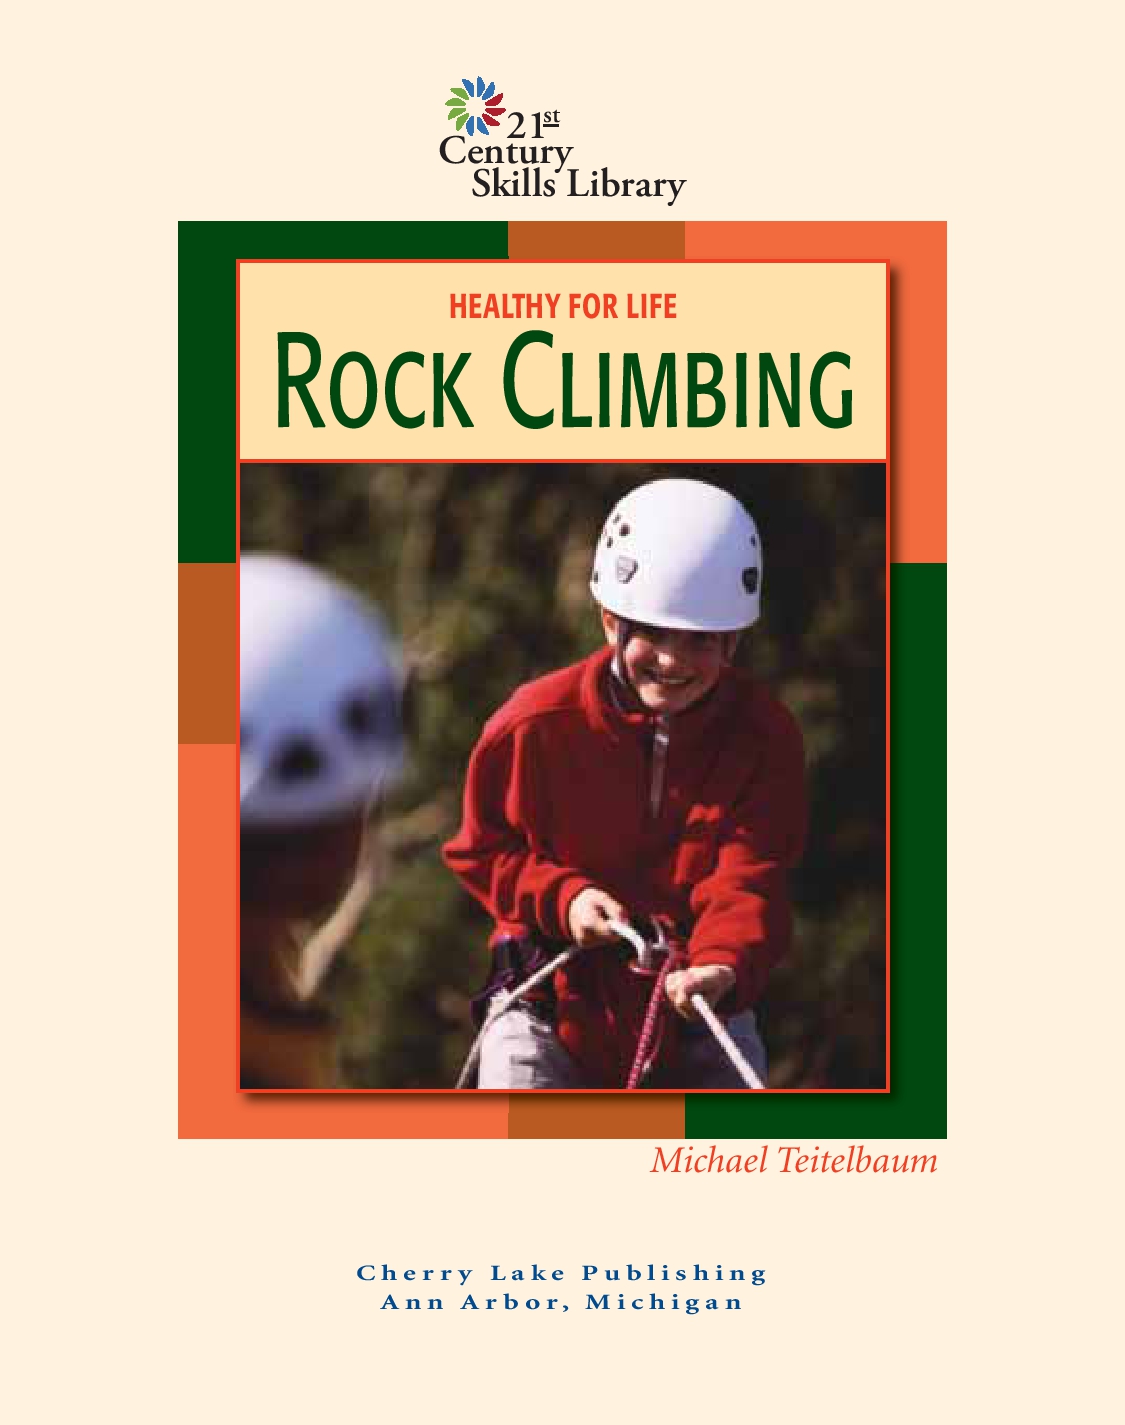 21st
Century
Skills Library
HEALTHY FOR LIFE
ROCK CLIMBING
Michael Teitelbaum
Cherry Lake Publishing
Ann Arbor, Michigan